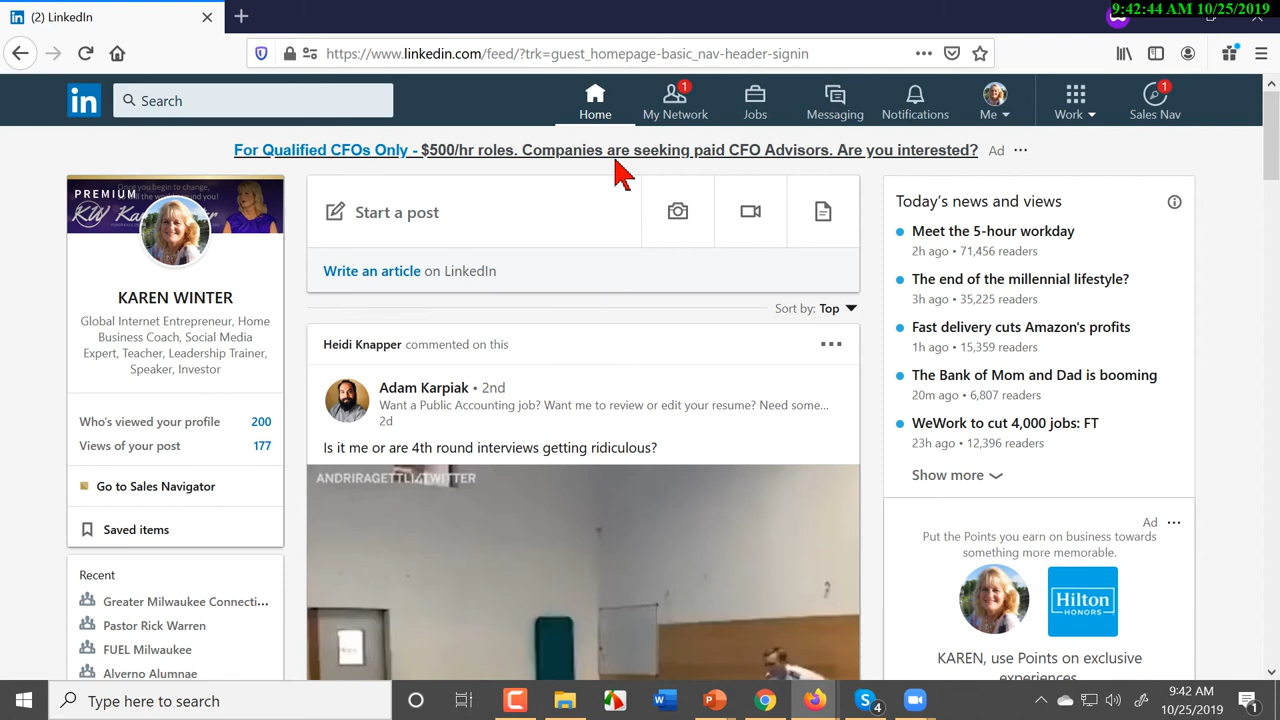 (2) LinkedIn
9:42:44 AM 10/25/2019
https://www.linkedin.com/feed/?trk=guest_homepage-basic_nav-header-signin
in
Search
Home
1
My Network
Jobs
Messaging
Notifications
Me
Work
1
Sales Nav
For Qualified CFOs Only - $500/hr roles. Companies are seeking paid CFO Advisors. Are you interested? Ad
PREMIUM
KAREN WINTER
Global Internet Entrepreneur, Home
Business Coach, Social Media
Expert, Teacher, Leadership Trainer,
Speaker, Investor
Who's viewed your profile 200
Views of your post 177
Go to Sales Navigator
Saved items
Recent
Greater Milwaukee Connecti...
Pastor Rick Warren
FUEL Milwaukee
Alverno Alumnae
Start a post
Write an article on LinkedIn
Sort by: Top
Heidi Knapper commented on this
Adam Karpiak • 2nd
Want a Public Accounting job? Want me to review or edit your resume? Need some...
2d
Is it me or are 4th round interviews getting ridiculous?
ANDRIRAGETTLI/TWITTER
Today's news and views
Meet the 5-hour workday
2h ago • 71,456 readers
The end of the millennial lifestyle?
3h ago • 35,225 readers
Fast delivery cuts Amazon's profits
1h ago • 15,359 readers
The Bank of Mom and Dad is booming
20m ago • 6,807 readers
WeWork to cut 4,000 jobs: FT
23h ago • 12,396 readers
Show more
Ad
Put the Points you earn on business towards
something more memorable.
Hilton
HONORS
KAREN, use Points on exclusive
experiences
Type here to search
4
9:42 AM
10/25/2019
1